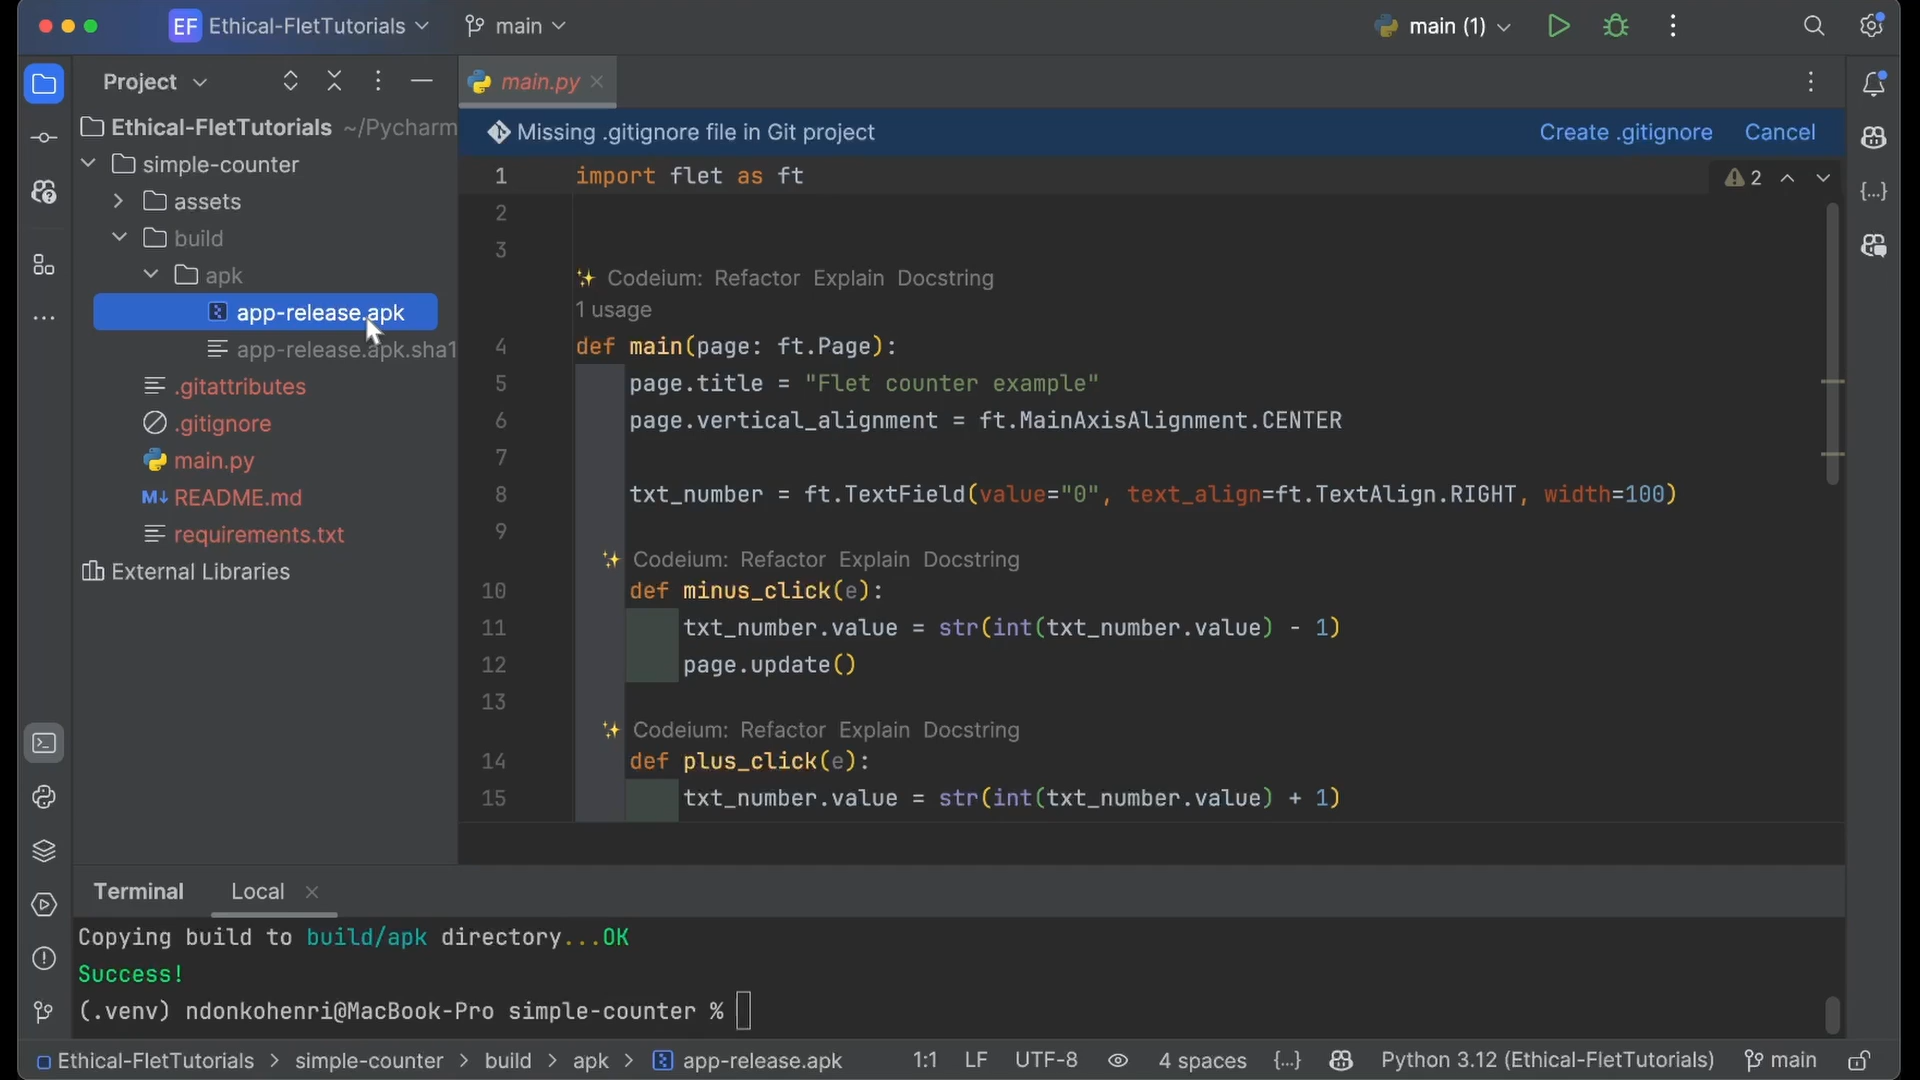 EF Ethical-FletTutorials main main (1)
Project
main.py
Ethical-FletTutorials ~/Pycharm
Missing .gitignore file in Git project Create .gitignore Cancel
simple-counter
assets
build
apk
app-release.apk
app-release.apk.sha1
.gitattributes
.gitignore
main.py
M↓ README.md
requirements.txt
External Libraries
1 import flet as ft
2
2
3
Codeium: Refactor Explain Docstring
1 usage
4 def main(page: ft.Page):
5 page.title = "Flet counter example"
6 page.vertical_alignment = ft.MainAxisAlignment.CENTER
7
8 txt_number = ft.TextField(value="0", text_align=ft.TextAlign.RIGHT, width=100)
9
Codeium: Refactor Explain Docstring
10 def minus_click(e):
11 txt_number.value = str(int(txt_number.value) - 1)
12 page.update()
13
Codeium: Refactor Explain Docstring
14 def plus_click(e):
15 txt_number.value = str(int(txt_number.value) + 1)
Terminal Local
Copying build to build/apk directory...OK
Success!
(.venv) ndonkohenri@MacBook-Pro simple-counter %
Ethical-FletTutorials > simple-counter > build > apk > app-release.apk 1:1 LF UTF-8 4 spaces {...} Python 3.12 (Ethical-FletTutorials) main